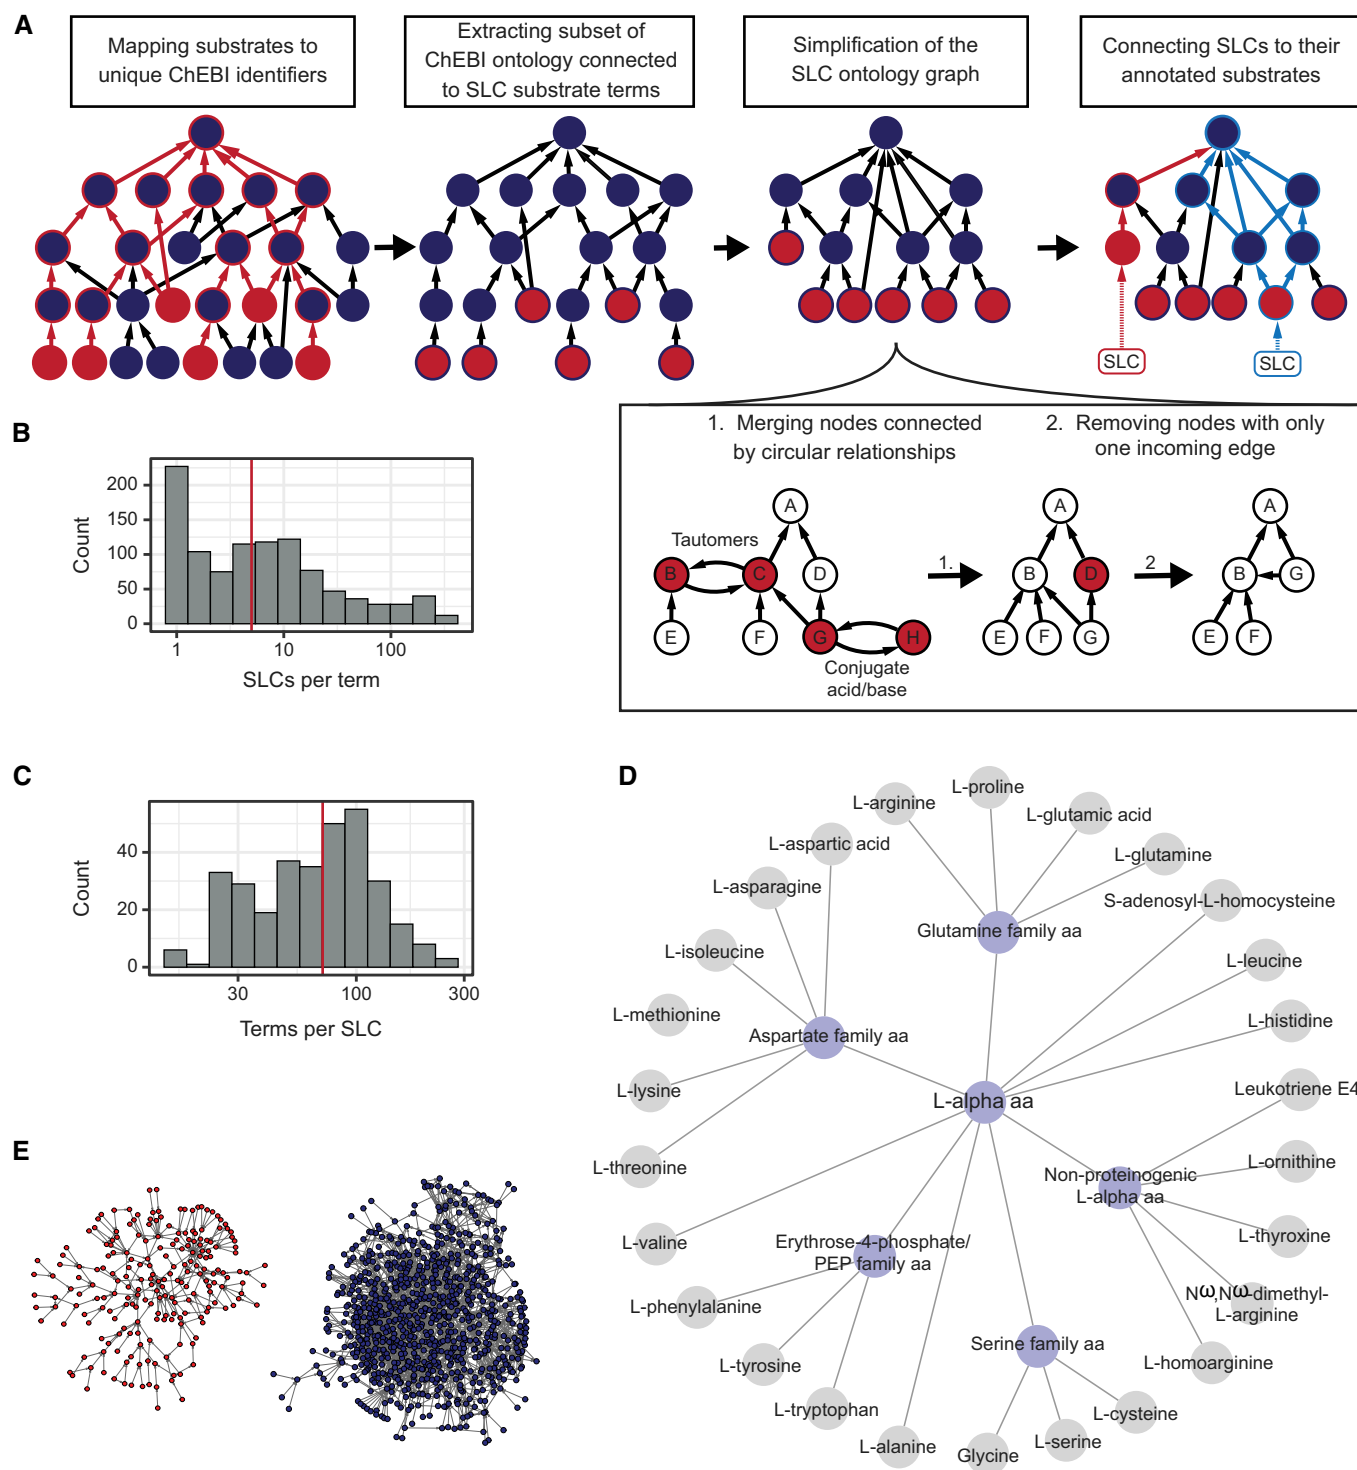 A
Mapping substrates to
unique ChEBI identifiers
Extracting subset of
ChEBI ontology connected
to SLC substrate terms
Simplification of the
SLC ontology graph
Connecting SLCs to their
annotated substrates
SLC
SLC
1. Merging nodes connected
by circular relationships
2. Removing nodes with only
one incoming edge
Tautomers
A
B
C
D
E
F
G
H
Conjugate
acid/base
1.
A
B
D
E
F
G
2
A
B
G
E
F
B
Count
200
150
100
50
0
1
10
100
SLCs per term
C
Count
40
20
0
30
100
300
Terms per SLC
D
L-proline
L-arginine
L-glutamic acid
L-aspartic acid
L-glutamine
L-asparagine
S-adenosyl-L-homocysteine
Glutamine family aa
L-isoleucine
L-leucine
L-methionine
L-histidine
Aspartate family aa
L-lysine
Leukotriene E4
L-alpha aa
L-threonine
L-ornithine
Non-proteinogenic
L-alpha aa
L-valine
L-thyroxine
Erythrose-4-phosphate/
PEP family aa
L-phenylalanine
Nω,Nω-dimethyl-
L-arginine
Serine family aa
L-tyrosine
L-homoarginine
L-tryptophan
L-cysteine
L-alanine
L-serine
Glycine
E